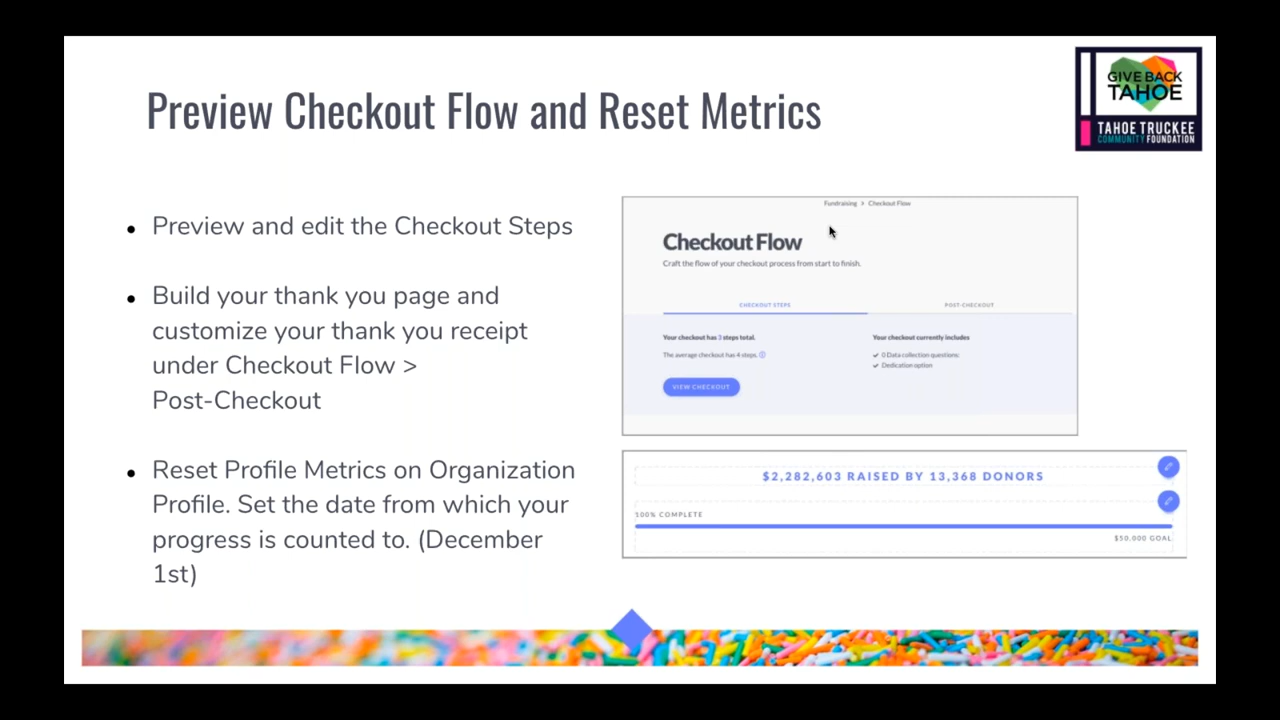 Preview Checkout Flow and Reset Metrics
GIVE BACK
TAHOE
TAHOE TRUCKEE
COMMUNITY FOUNDATION
• Preview and edit the Checkout Steps
• Build your thank you page and
customize your thank you receipt
under Checkout Flow >
Post-Checkout
• Reset Profile Metrics on Organization
Profile. Set the date from which your
progress is counted to. (December
1st)
Fundraising > Checkout Flow
Checkout Flow
Craft the flow of your checkout process from start to finish.
CHECKOUT STEPS
POST-CHECKOUT
Your checkout has 3 steps total.
The average checkout has 4 steps.
VIEW CHECKOUT
Your checkout currently includes
✓ 0 Data collection questions:
✓ Dedication option
$2,282,603 RAISED BY 13,368 DONORS
100% COMPLETE
$50,000 GOAL